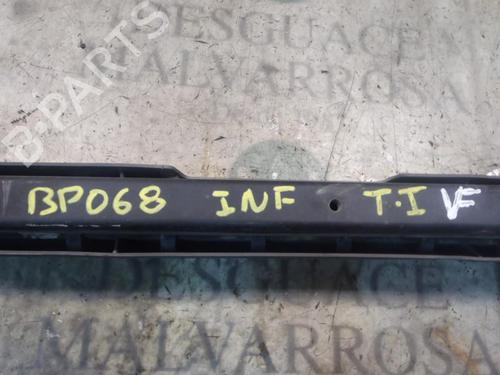 DESGUACE
MALVARROSA
B-PARTS
BP068 INF T.I VF
DESGUACE
MALVARROSA